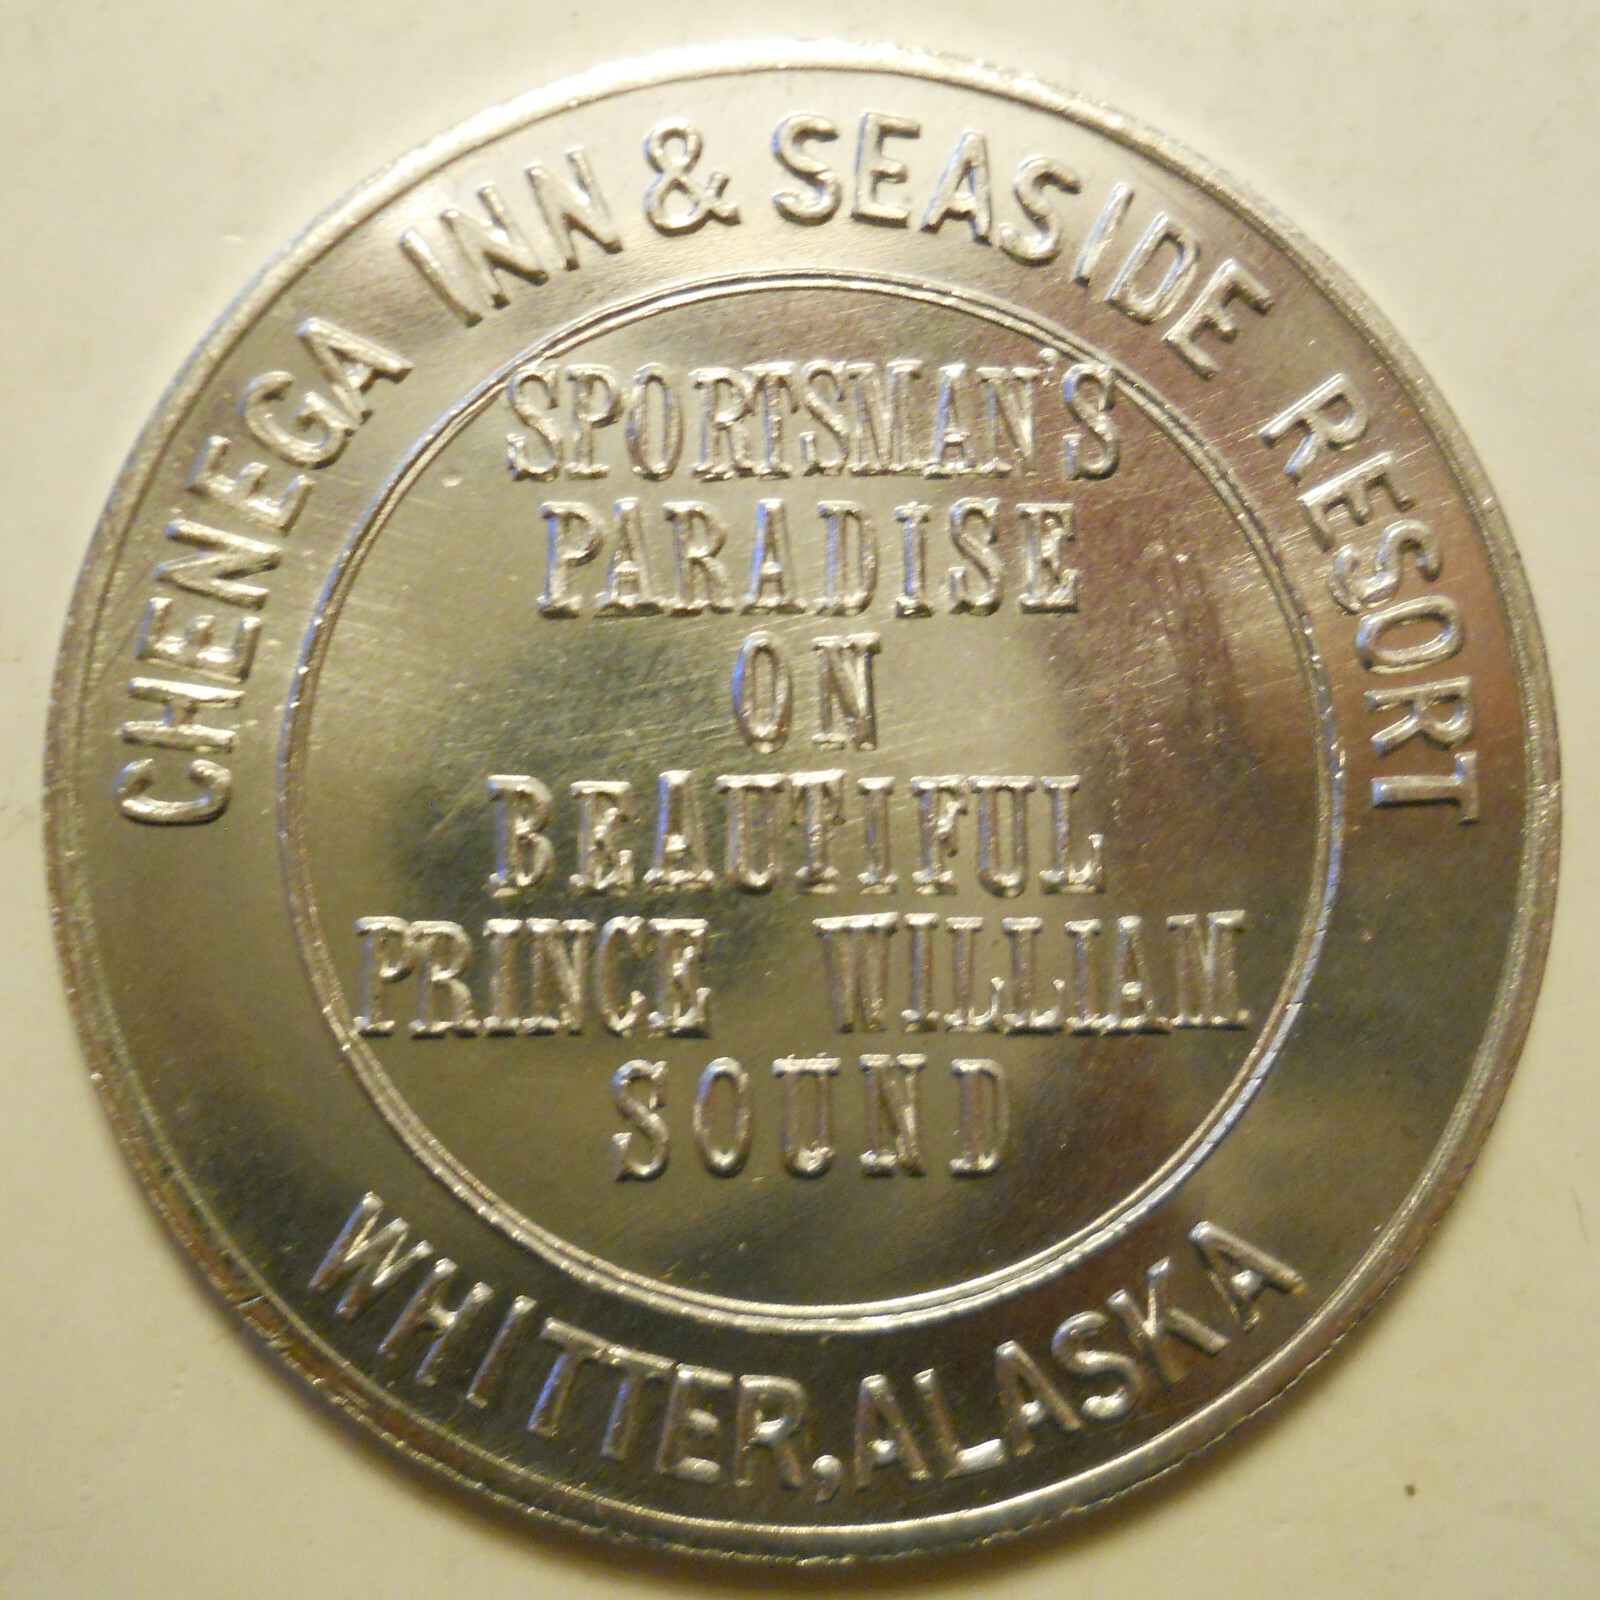 CHENEGA INN & SEASIDE RESORT
SPORTSMAN'S
PARADISE
ON
BEAUTIFUL
PRINCE WILLIAM
SOUND
WHITTER, ALASKA